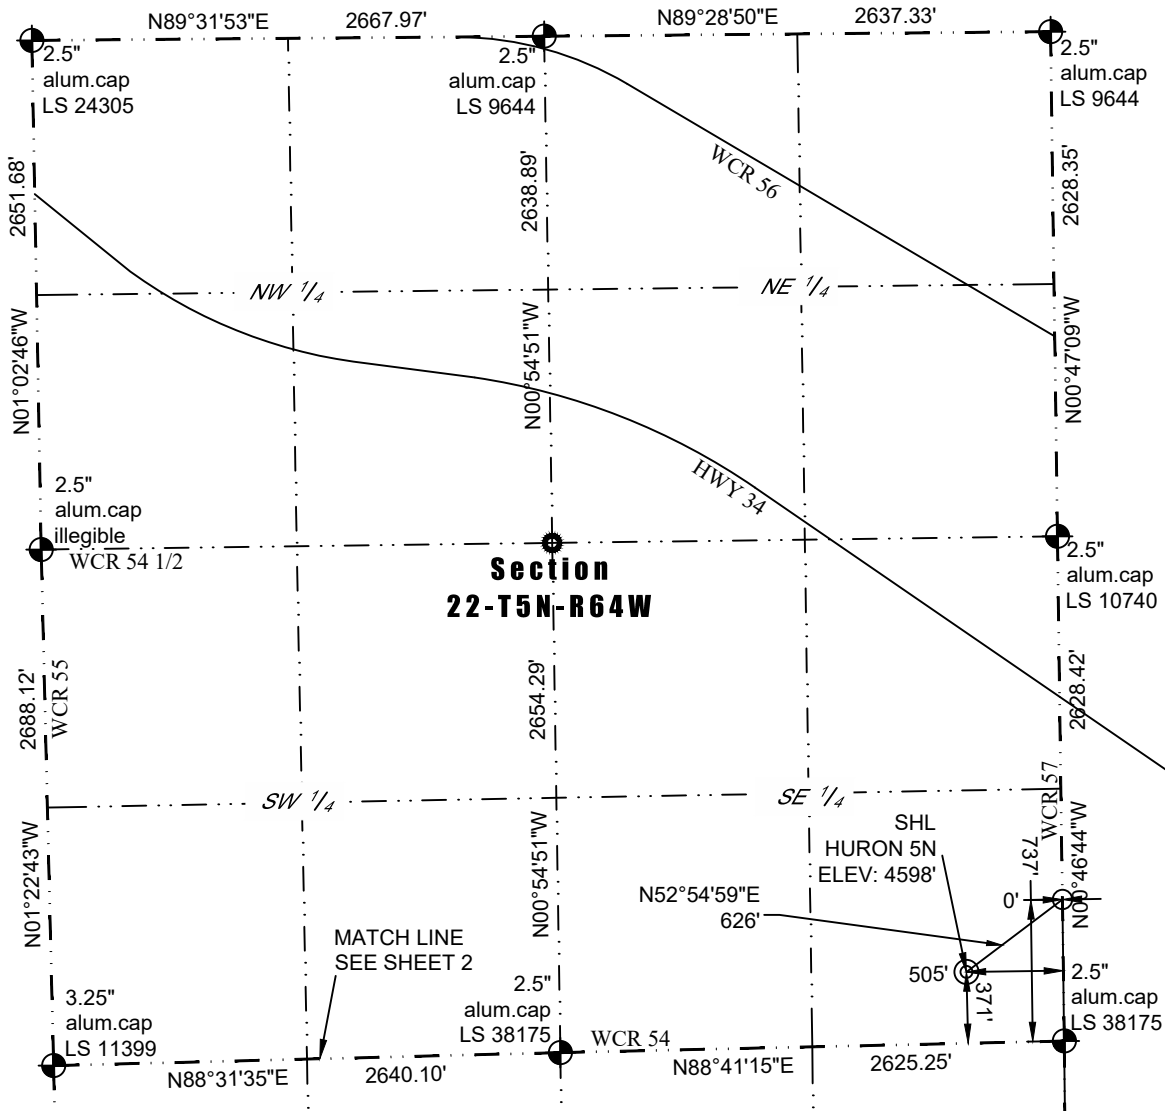 N89°31'53"E
2667.97'
N89°28'50"E
2637.33'
2.5"
alum.cap
LS 24305
2.5"
alum.cap
LS 9644
2.5"
alum.cap
LS 9644
2651.68'
2638.89'
WCR 56
2628.35'
NW 1/4
NE 1/4
N01°02'46"W
N00°54'51"W
N00°47'09"W
HWY 34
2.5"
alum.cap
illegible
WCR 54 1/2
Section
22-T5N-R64W
2.5"
alum.cap
LS 10740
2688.12'
WCR 55
2654.29'
2628.42'
WCR 57
SW 1/4
SE 1/4
SHL
HURON 5N
ELEV: 4598'
N01°22'43"W
N00°54'51"W
N00°46'44"W
737'
N52°54'59"E
626'
0'
MATCH LINE
SEE SHEET 2
505'
371'
3.25"
alum.cap
LS 11399
2.5"
alum.cap
LS 38175
WCR 54
2.5"
alum.cap
LS 38175
N88°31'35"E
2640.10'
N88°41'15"E
2625.25'